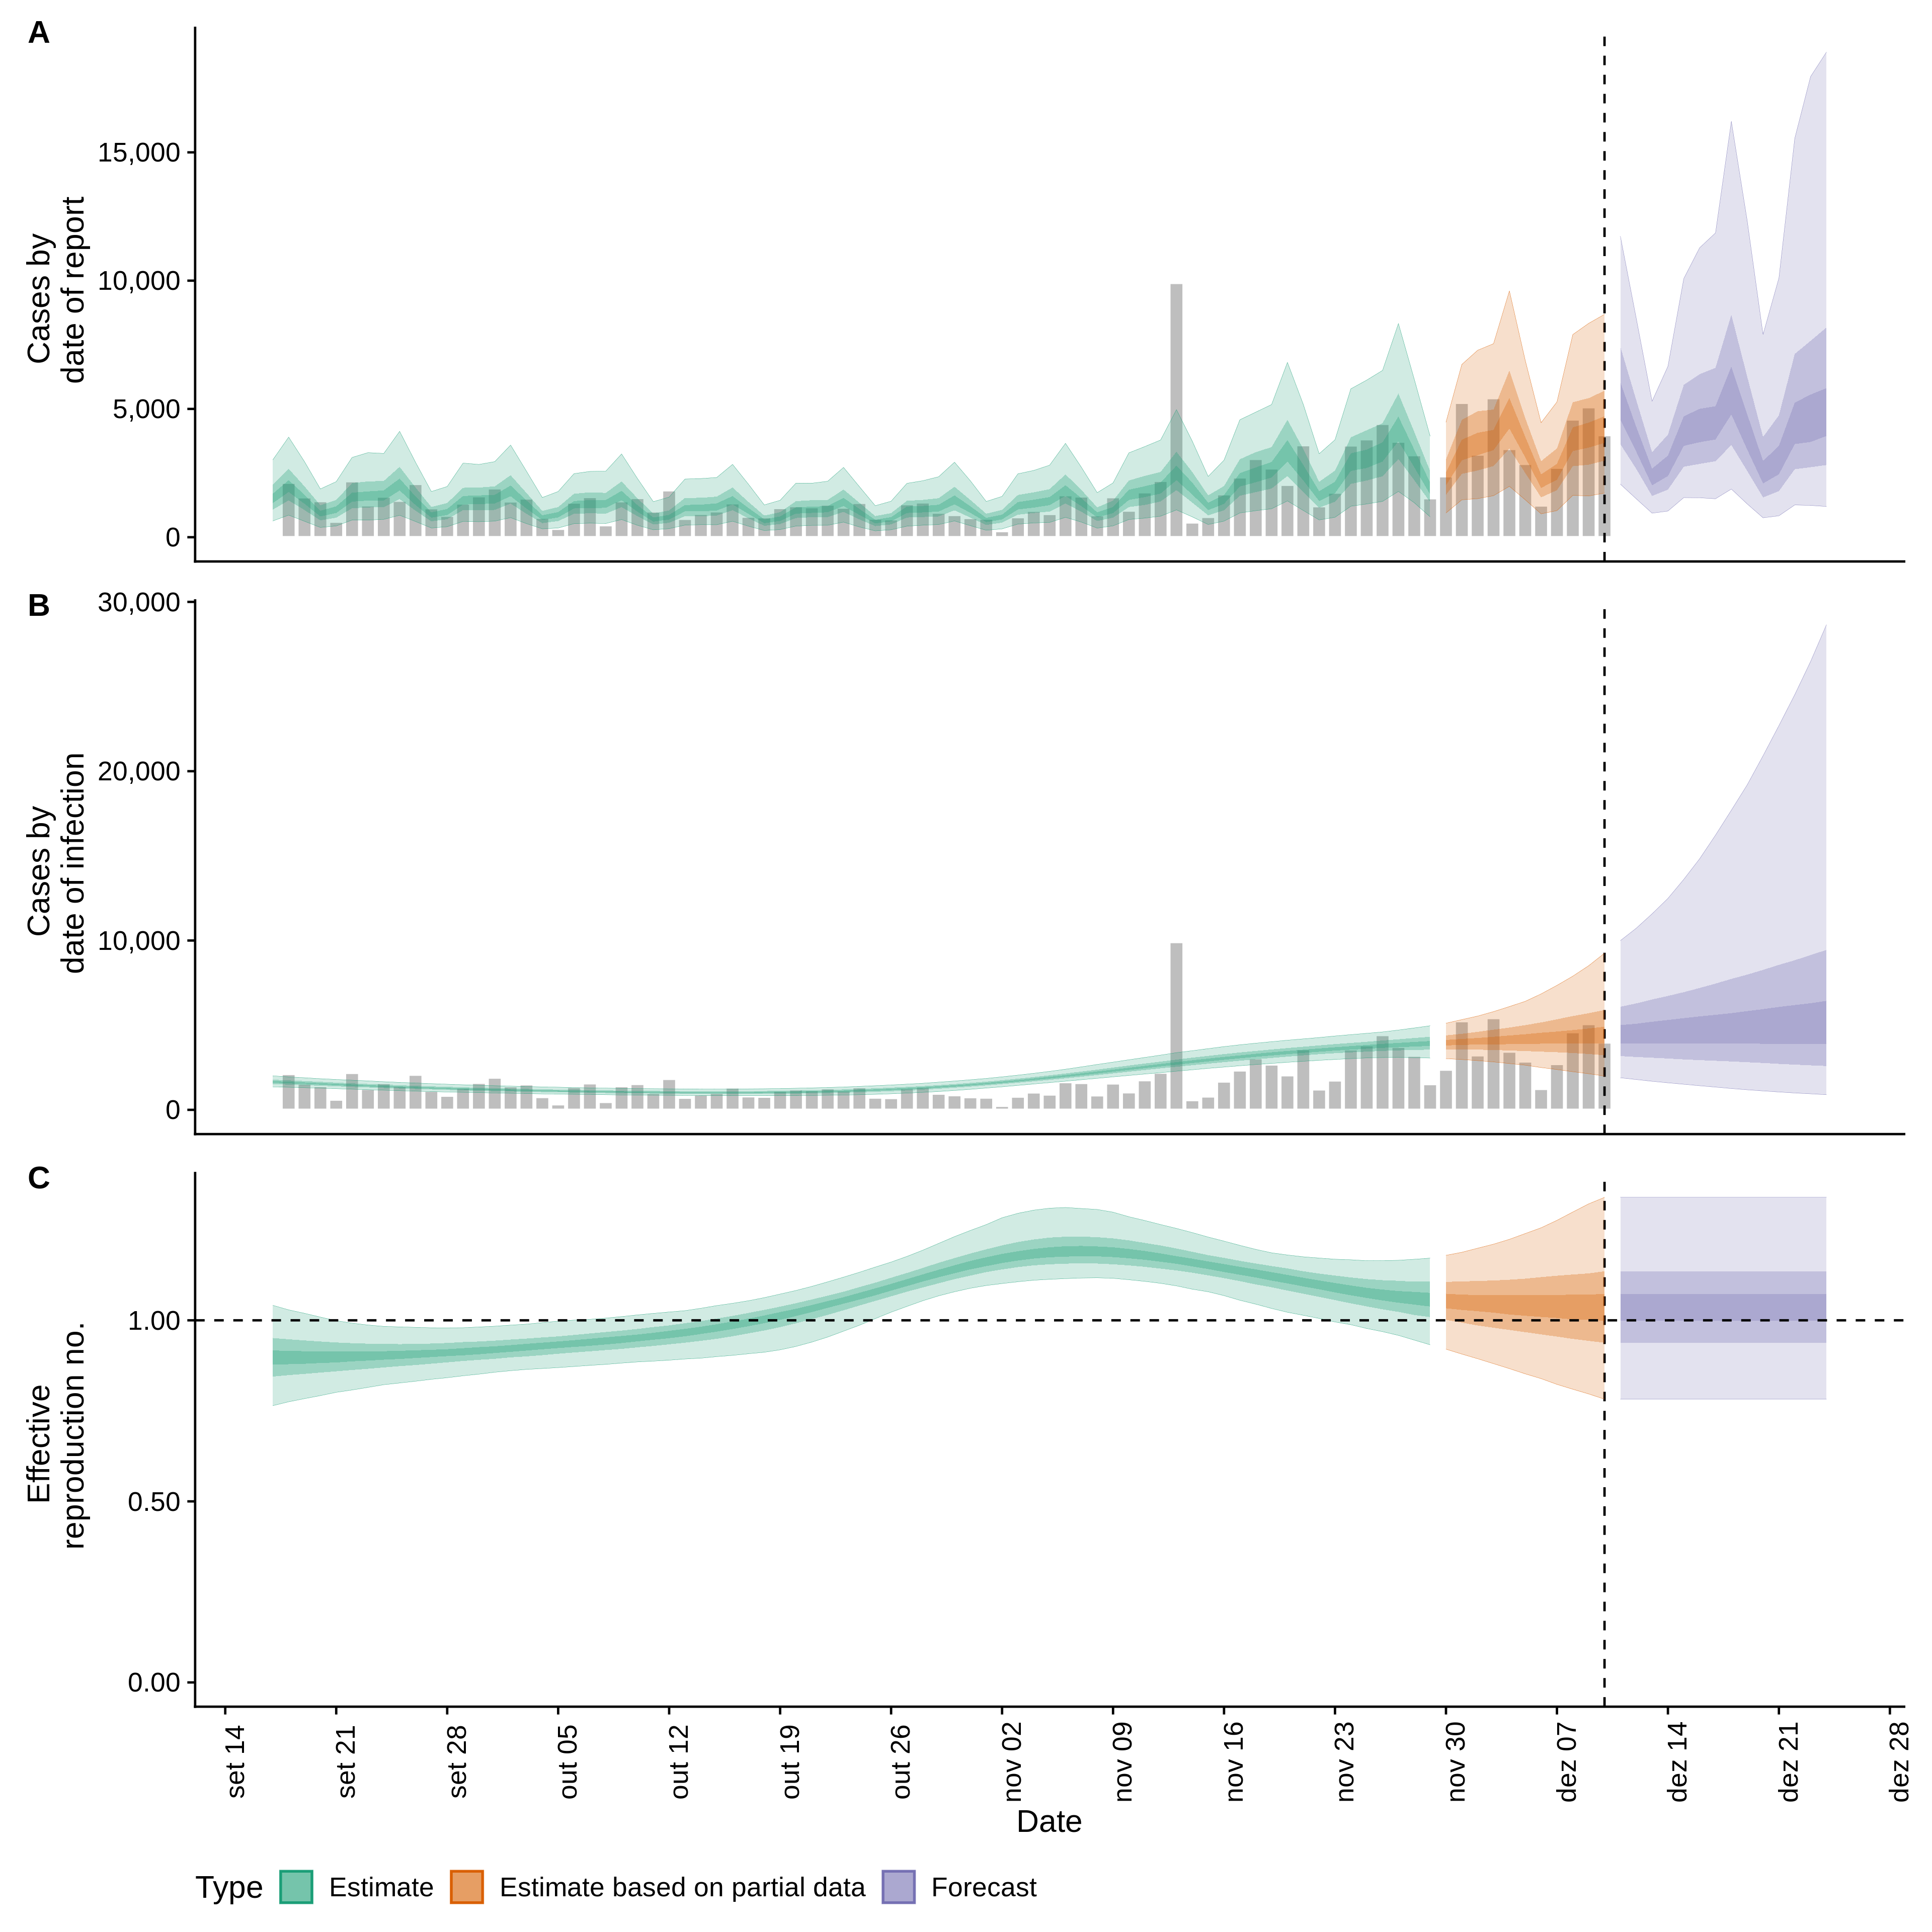 A
Cases by
date of report
15,000
10,000
5,000
0
B
Cases by
date of infection
30,000
20,000
10,000
0
C
Effective
reproduction no.
1.00
0.50
0.00
set 14
set 21
set 28
out 05
out 12
out 19
out 26
nov 02
nov 09
nov 16
nov 23
nov 30
dez 07
dez 14
dez 21
dez 28
Date
Type Estimate Estimate based on partial data Forecast